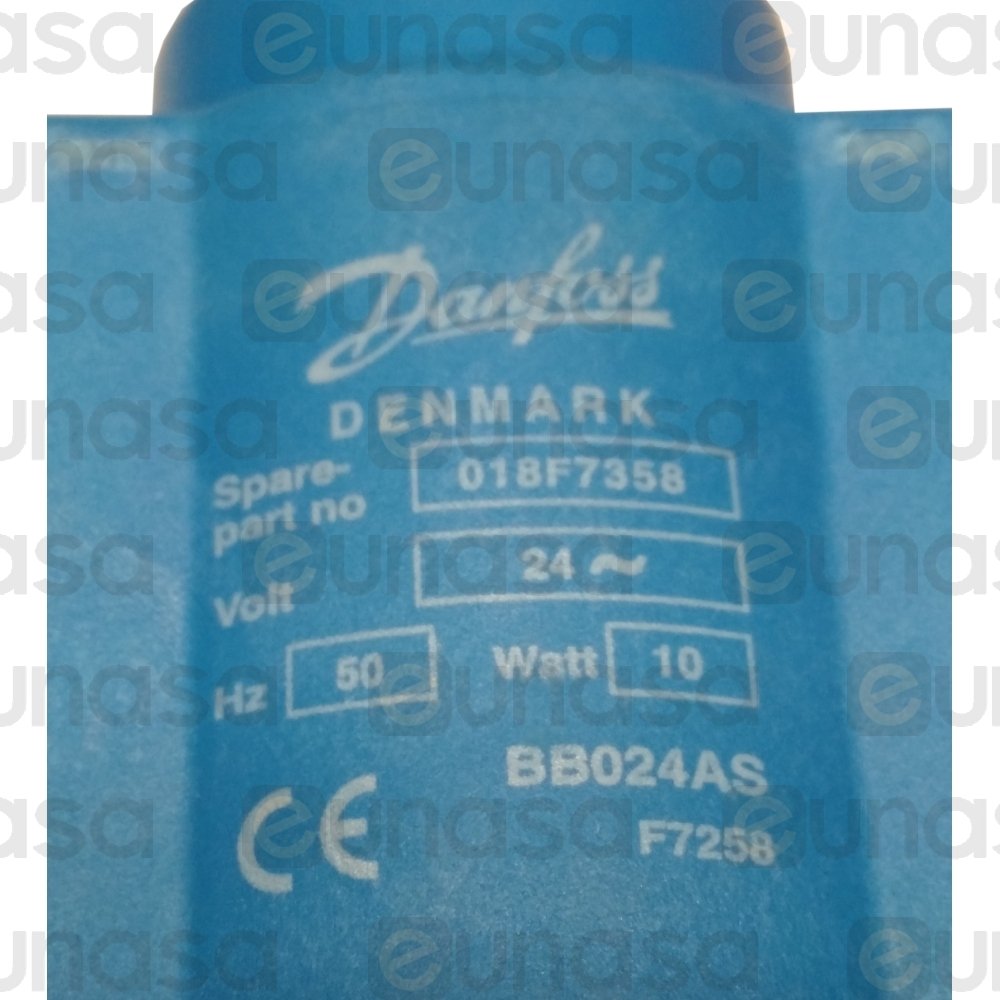 Danfoss
DENMARK
Spare-
part no 018F7358
Volt 24 ~
Hz 50 Watt 10
BB024AS
CE F7258
eunasa